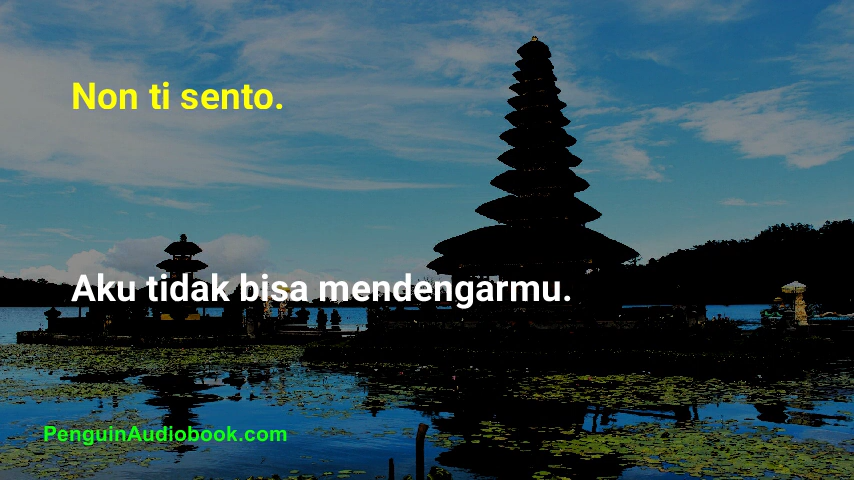 Non ti sento.
Aku tidak bisa mendengarmu.
PenguinAudiobook.com